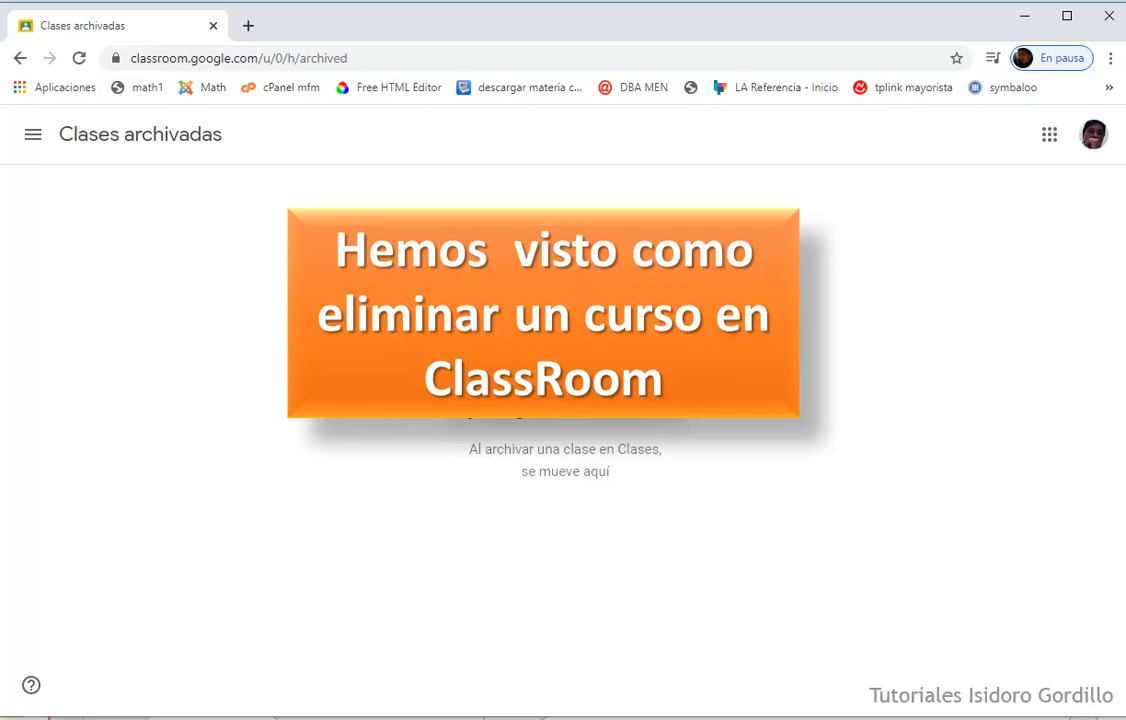 Clases archivadas
classroom.google.com/u/0/h/archived
En pausa
Aplicaciones math1 Math cPanel mfm Free HTML Editor descargar materia c... DBA MEN LA Referencia - Inicio tplink mayorista symbaloo »
Clases archivadas
Hemos visto como
eliminar un curso en
ClassRoom
Al archivar una clase en Clases,
se mueve aquí
Tutoriales Isidoro Gordillo